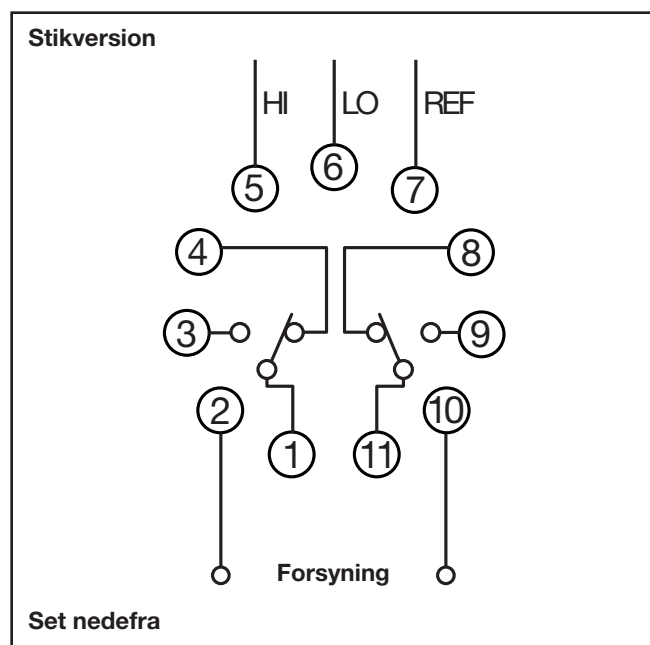 Stikversion
HI LO REF
5 6 7
4 8
3 9
2 10
1 11
Forsyning
Set nedefra